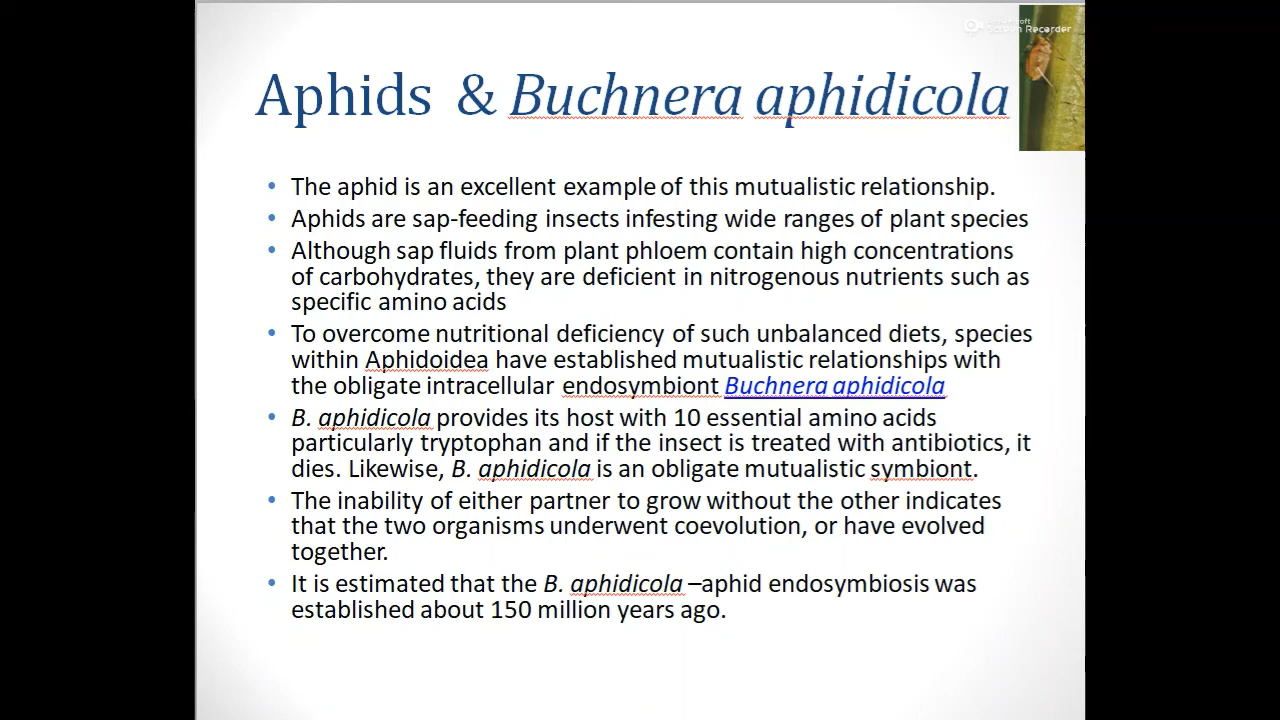 Screen Recorder
Aphids & Buchnera aphidicola
• The aphid is an excellent example of this mutualistic relationship.
• Aphids are sap-feeding insects infesting wide ranges of plant species
• Although sap fluids from plant phloem contain high concentrations
of carbohydrates, they are deficient in nitrogenous nutrients such as
specific amino acids
• To overcome nutritional deficiency of such unbalanced diets, species
within Aphidoidea have established mutualistic relationships with
the obligate intracellular endosymbiont Buchnera aphidicola
• B. aphidicola provides its host with 10 essential amino acids
particularly tryptophan and if the insect is treated with antibiotics, it
dies. Likewise, B. aphidicola is an obligate mutualistic symbiont.
• The inability of either partner to grow without the other indicates
that the two organisms underwent coevolution, or have evolved
together.
• It is estimated that the B. aphidicola –aphid endosymbiosis was
established about 150 million years ago.